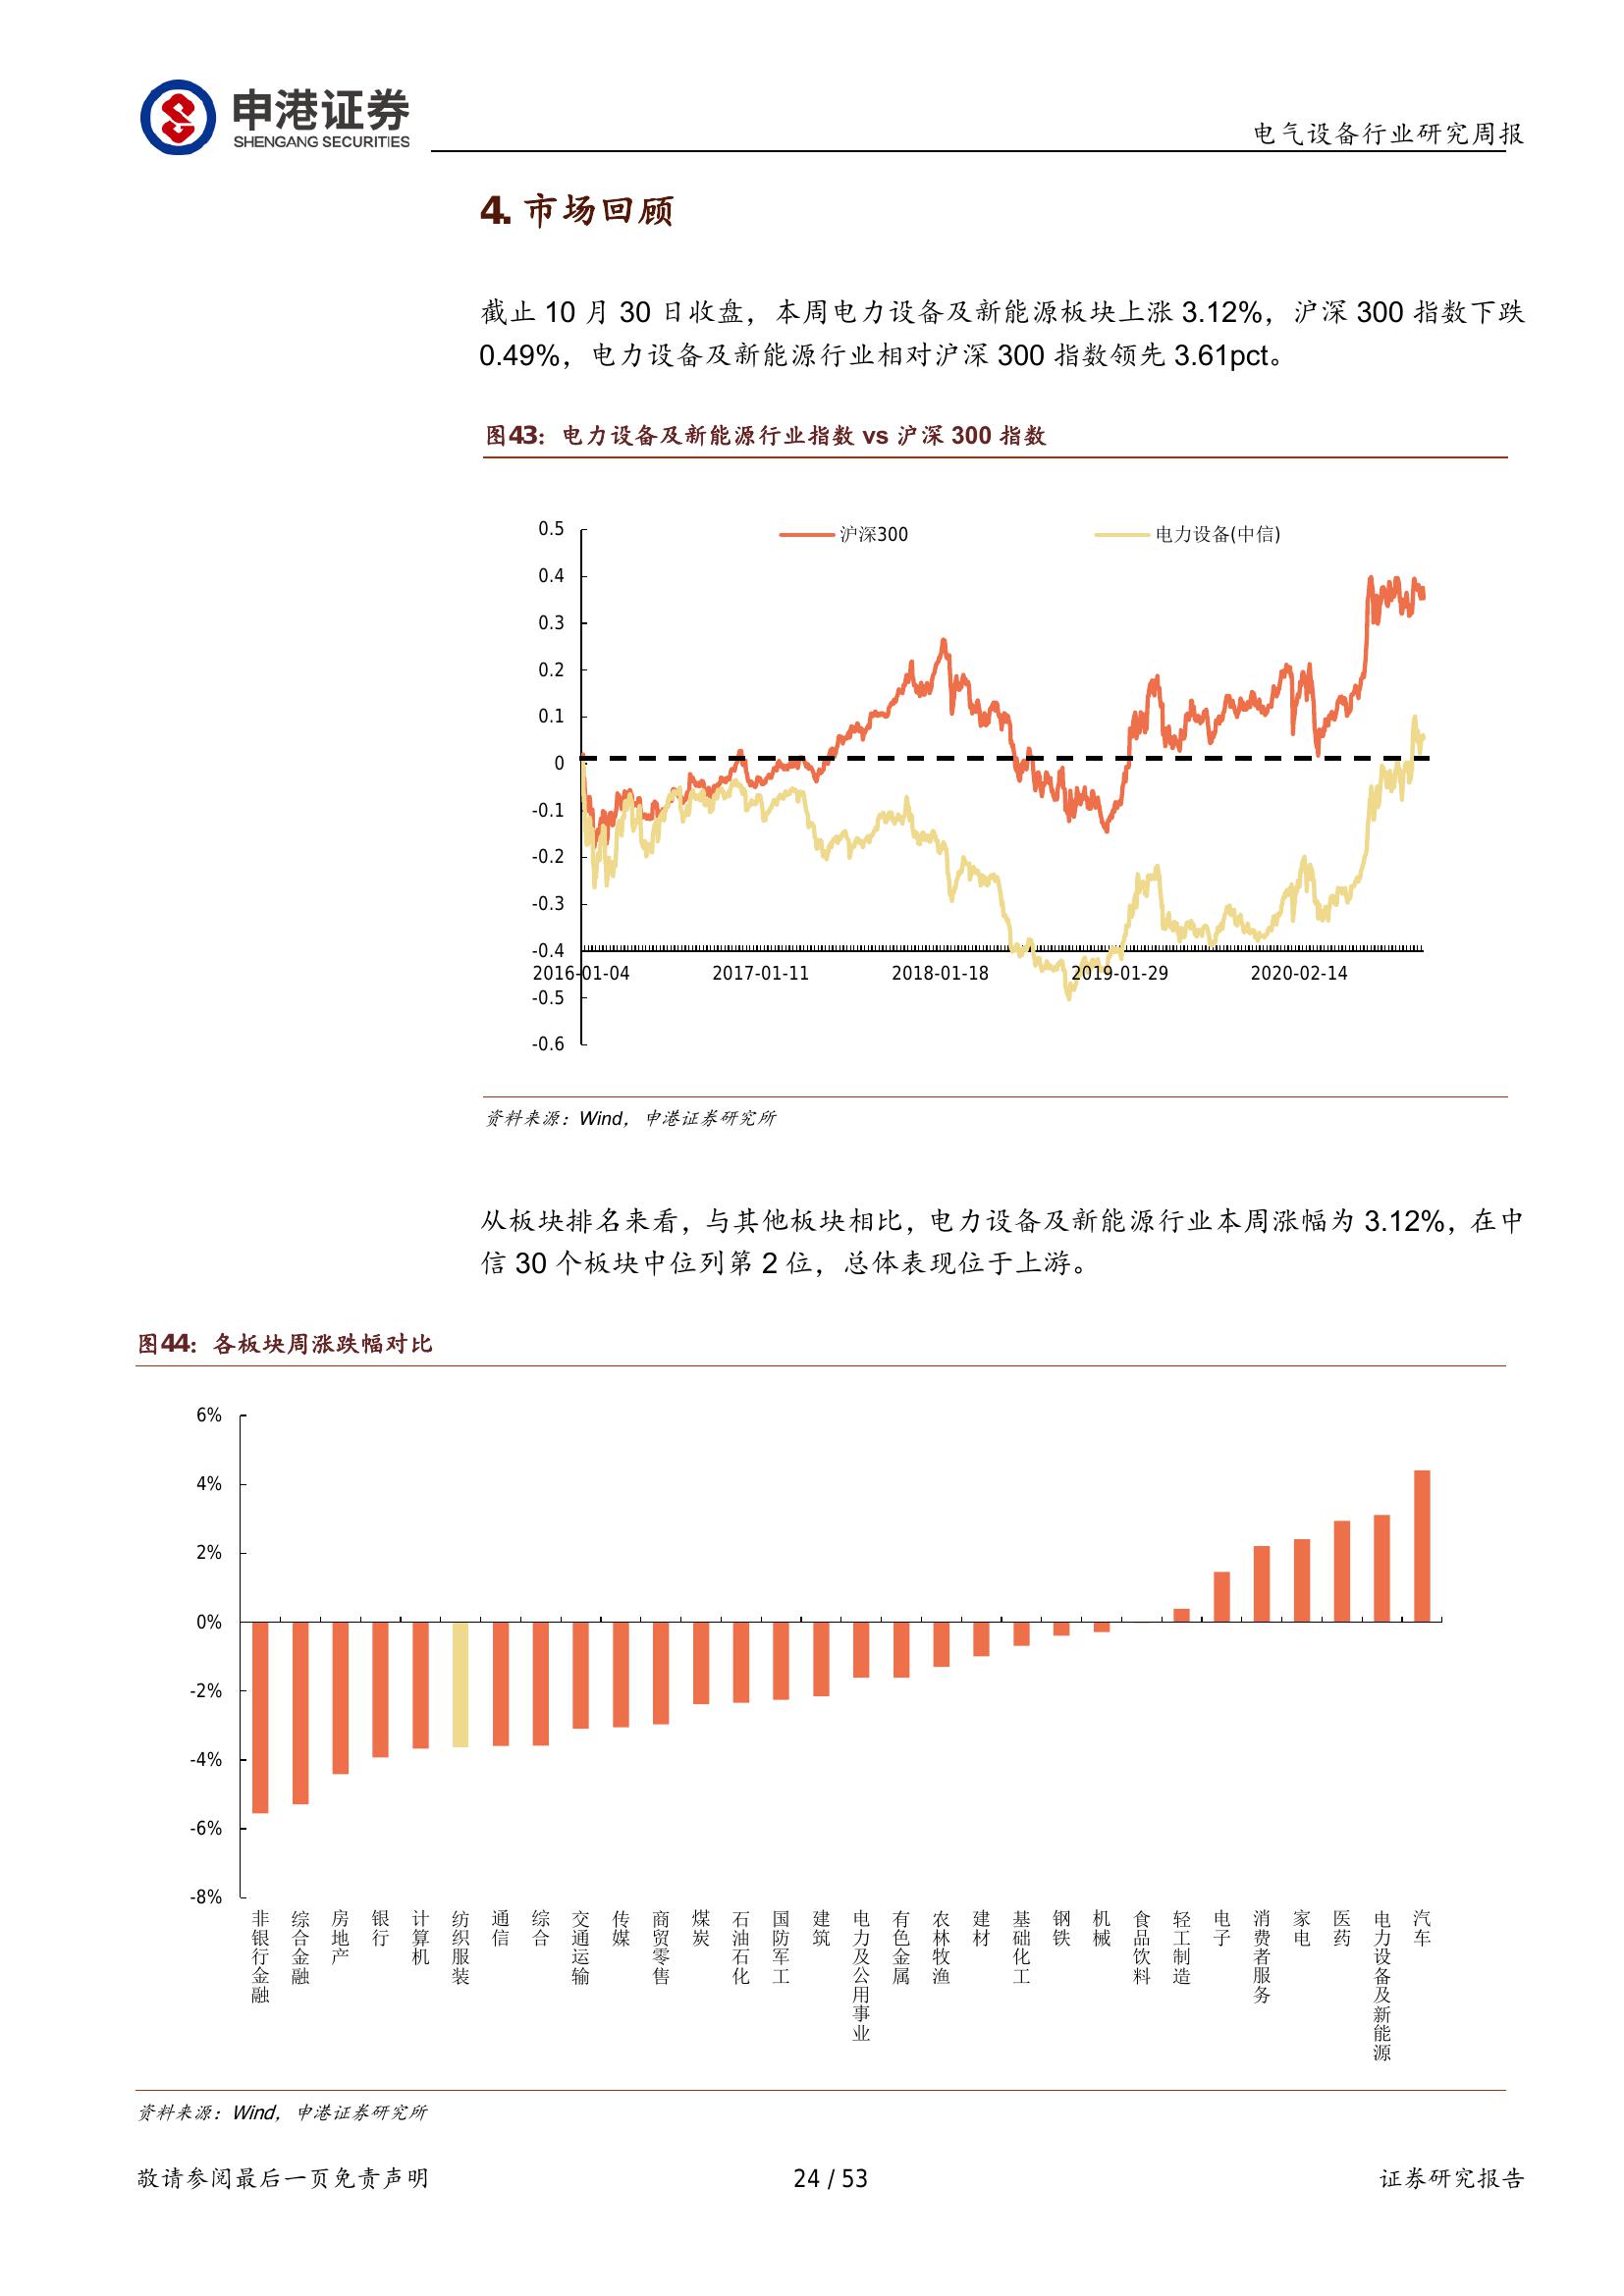 申港证券
SHENGANG SECURITIES
电气设备行业研究周报
4. 市场回顾
截止 10 月 30 日收盘，本周电力设备及新能源板块上涨 3.12%，沪深 300 指数下跌
0.49%，电力设备及新能源行业相对沪深 300 指数领先 3.61pct。
图43：电力设备及新能源行业指数 vs 沪深 300 指数
沪深300
电力设备(中信)
0.5
0.4
0.3
0.2
0.1
0
-0.1
-0.2
-0.3
-0.4
2016-01-04 2017-01-11 2018-01-18 2019-01-29 2020-02-14
-0.5
-0.6
资料来源：Wind，申港证券研究所
从板块排名来看，与其他板块相比，电力设备及新能源行业本周涨幅为 3.12%，在中
信 30 个板块中位列第 2 位，总体表现位于上游。
图44：各板块周涨跌幅对比
6%
4%
2%
0%
-2%
-4%
-6%
-8%
非银行金融
综合金融
房地产
银行
计算机
纺织服装
通信
综合
交通运输
传媒
商贸零售
煤炭
石油石化
国防军工
建筑
电力及公用事业
有色金属
农林牧渔
建材
基础化工
钢铁
机械
食品饮料
轻工制造
电子
消费者服务
家电
医药
电力设备及新能源
汽车
资料来源：Wind，申港证券研究所
敬请参阅最后一页免责声明
24 / 53
证券研究报告